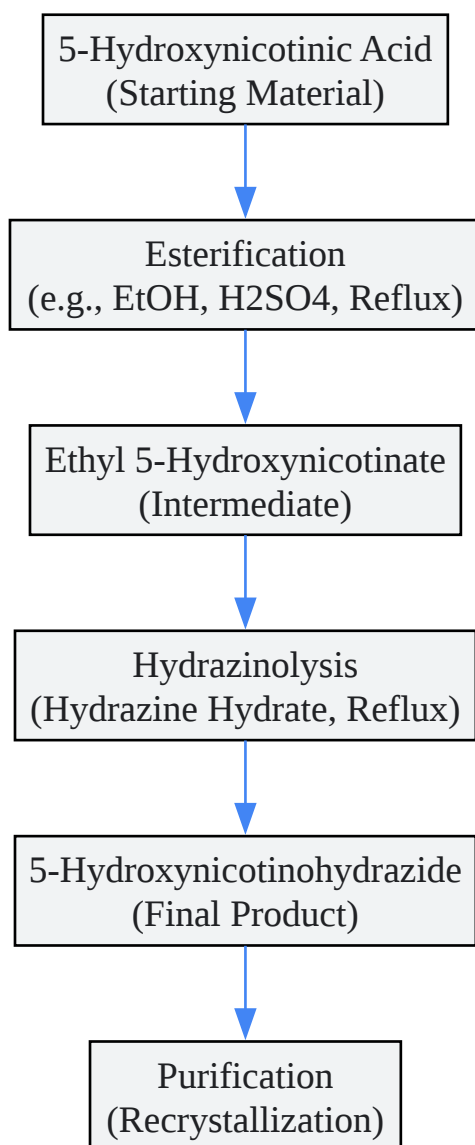 5-Hydroxynicotinic Acid
(Starting Material)
Esterification
(e.g., EtOH, H2SO4, Reflux)
Ethyl 5-Hydroxynicotinate
(Intermediate)
Hydrazinolysis
(Hydrazine Hydrate, Reflux)
5-Hydroxynicotinohydrazide
(Final Product)
Purification
(Recrystallization)